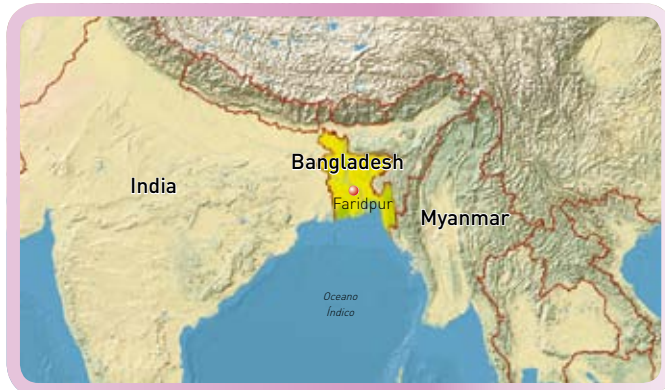 Bangladesh
India
Faridpur
Myanmar
Oceano
Índico